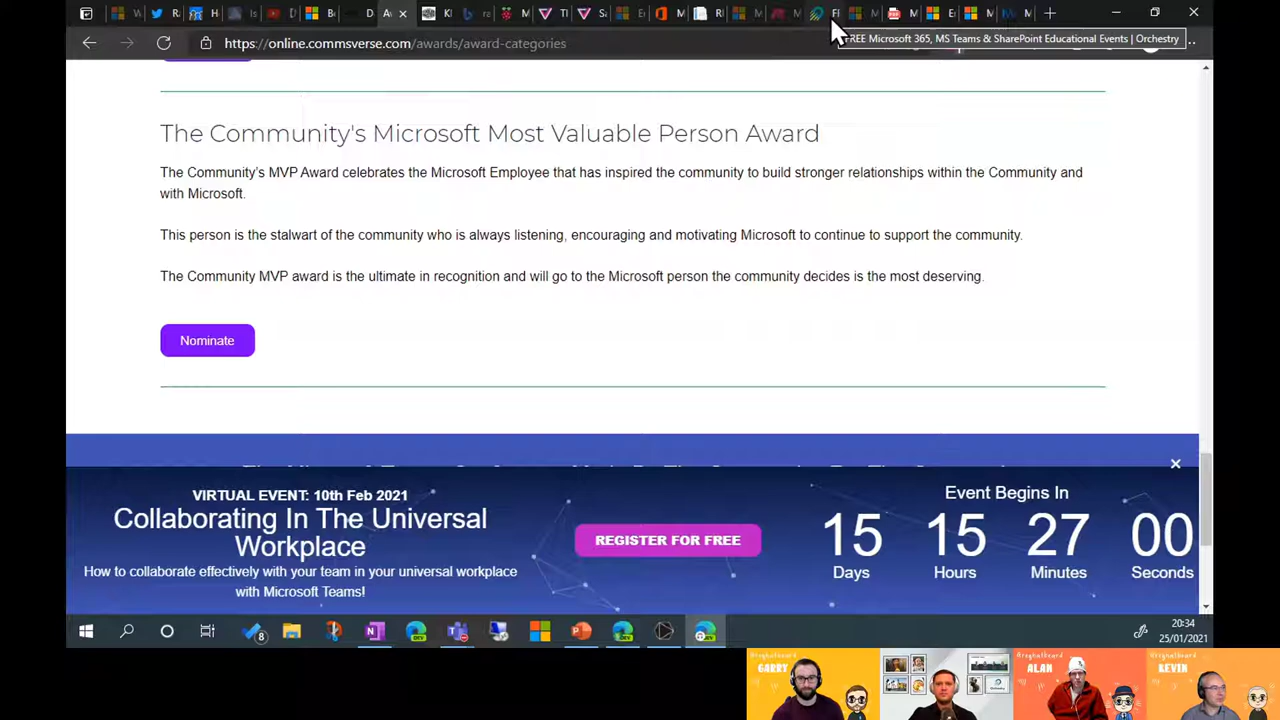 FREE Microsoft 365, MS Teams & SharePoint Educational Events | Orchestry
https://online.commsverse.com/awards/award-categories
The Community's Microsoft Most Valuable Person Award
The Community's MVP Award celebrates the Microsoft Employee that has inspired the community to build stronger relationships within the Community and
with Microsoft.
This person is the stalwart of the community who is always listening, encouraging and motivating Microsoft to continue to support the community.
The Community MVP award is the ultimate in recognition and will go to the Microsoft person the community decides is the most deserving.
Nominate
VIRTUAL EVENT: 10th Feb 2021
Collaborating In The Universal
Workplace
How to collaborate effectively with your team in your universal workplace
with Microsoft Teams!
REGISTER FOR FREE
Event Begins In
15 15 27 00
Days Hours Minutes Seconds
8
20:34
25/01/2021
GARRY
@reghatbeard
ALAN
@reghatbeard
KEVIN